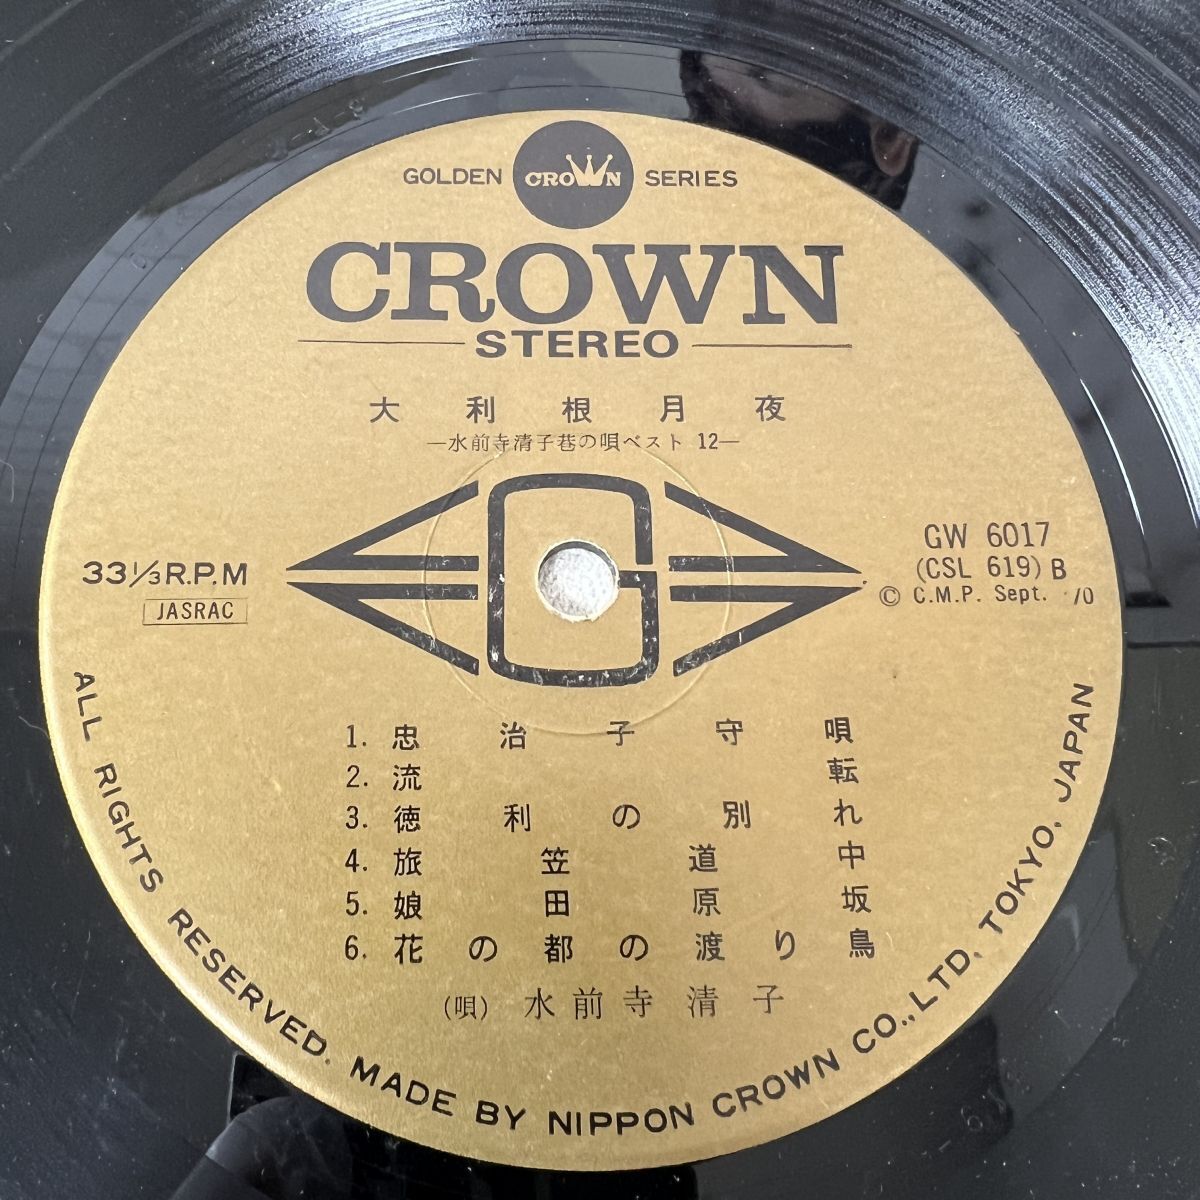 GOLDEN CROWN SERIES
CROWN
STEREO
大利根月夜
—水前寺清子巷の唄ベスト 12—
33⅓R.P.M
JASRAC
G
GW 6017
(CSL 619) B
© C.M.P. Sept. '70
1. 忠治子守唄
2. 流転
3. 徳利の別れ
4. 旅笠道中
5. 娘田原坂
6. 花の都の渡り鳥
(唄) 水前寺清子
ALL RIGHTS RESERVED. MADE BY NIPPON CROWN CO.,LTD, TOKYO, JAPAN